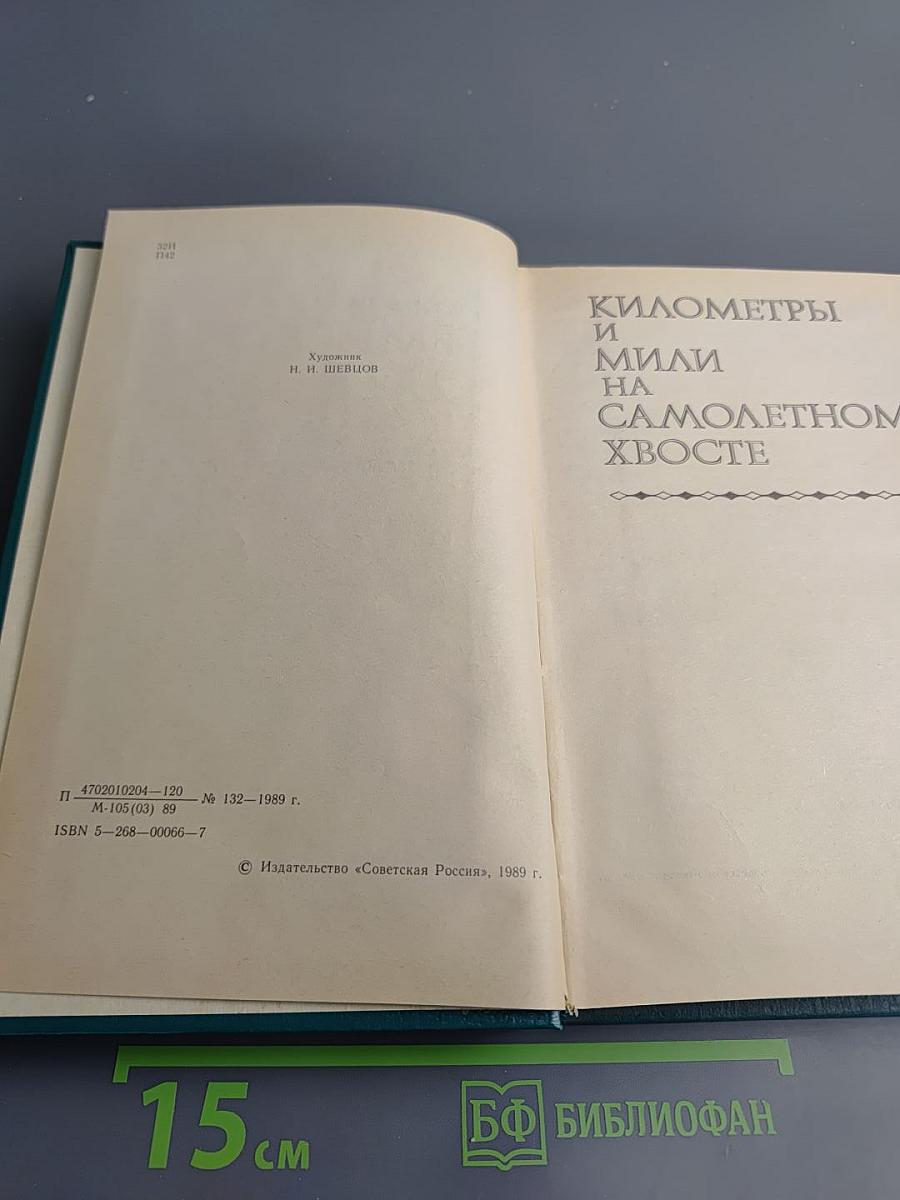 32И
П42
Художник
Н. И. ШЕВЦОВ
П 4702010204—120 № 132—1989 г.
М-105(03) 89
ISBN 5—268—00066—7
© Издательство «Советская Россия», 1989 г.
КИЛОМЕТРЫ
И
МИЛИ
НА
САМОЛЕТНОМ
ХВОСТЕ
15 см
БФ БИБЛИОФАН